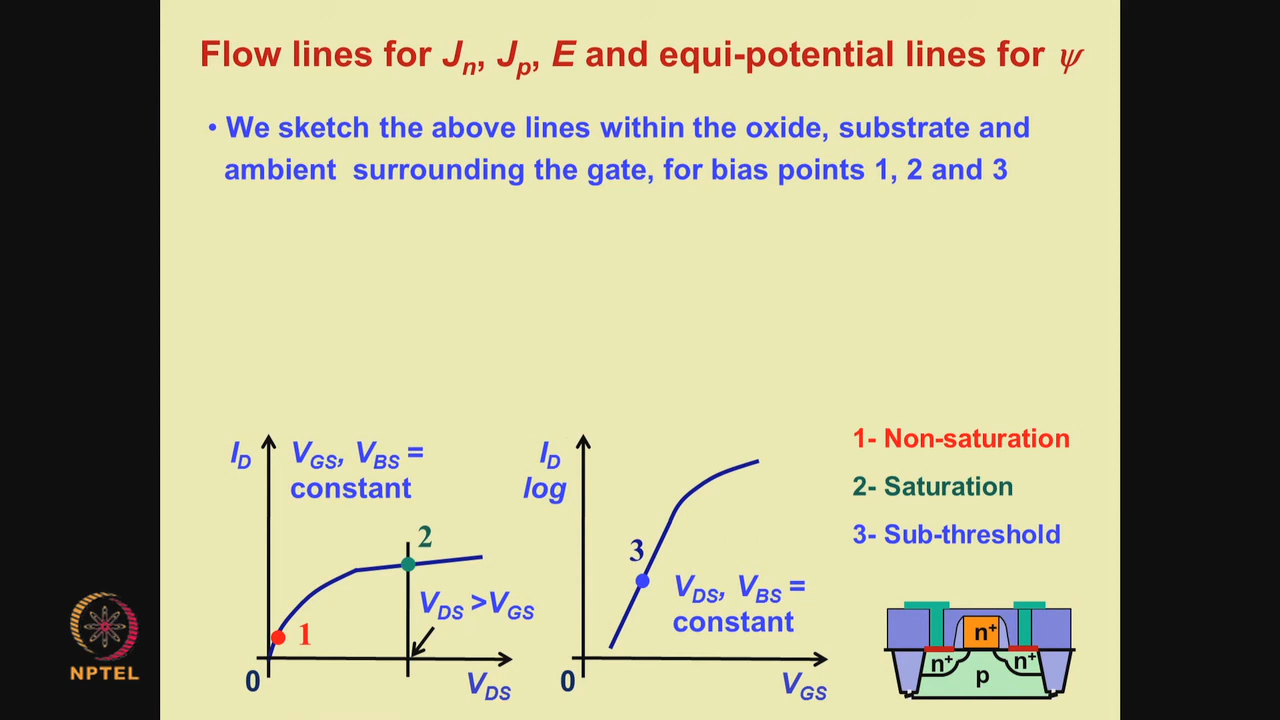 Flow lines for Jn, Jp, E and equi-potential lines for ψ
• We sketch the above lines within the oxide, substrate and
ambient surrounding the gate, for bias points 1, 2 and 3
ID
VGS, VBS =
constant
2
1
VDS >VGS
0
VDS
ID
log
3
VDS, VBS =
constant
0
VGS
1- Non-saturation
2- Saturation
3- Sub-threshold
n+
n+
n+
p
NPTEL